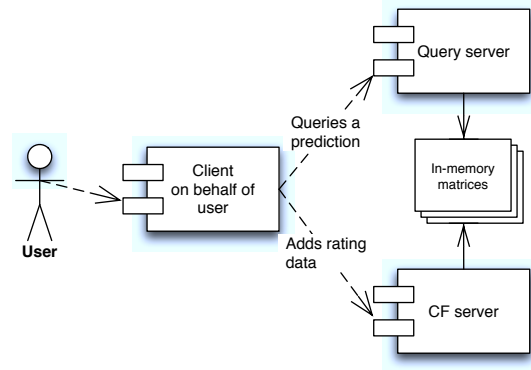 Query server
Queries a
prediction
In-memory
matrices
Client
on behalf of
user
User
Adds rating
data
CF server